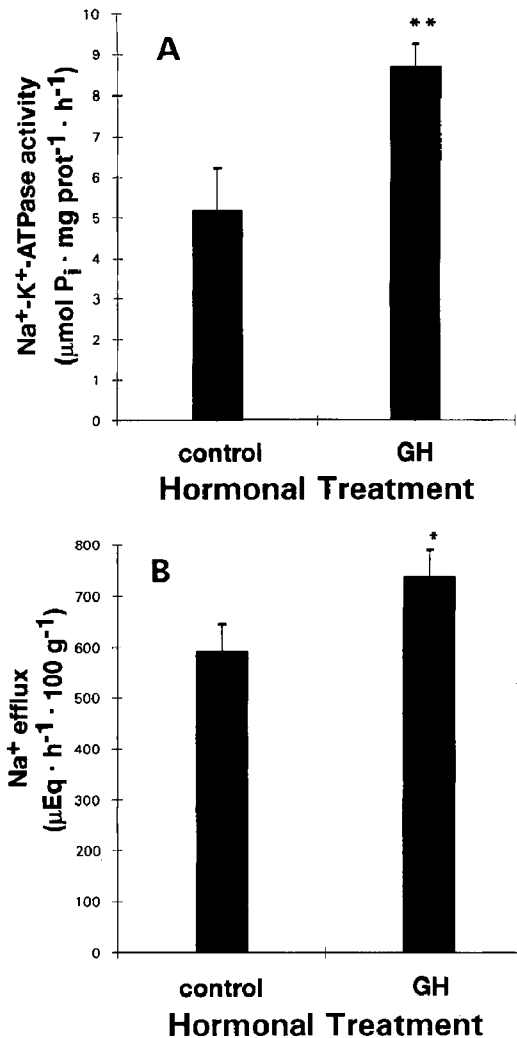 A
**
Na⁺-K⁺-ATPase activity
(μmol Pᵢ · mg prot⁻¹ · h⁻¹)
10
9
8
7
6
5
4
3
2
1
0
control GH
Hormonal Treatment
B
*
Na⁺ efflux
(μEq · h⁻¹ · 100 g⁻¹)
800
700
600
500
400
300
200
100
0
control GH
Hormonal Treatment